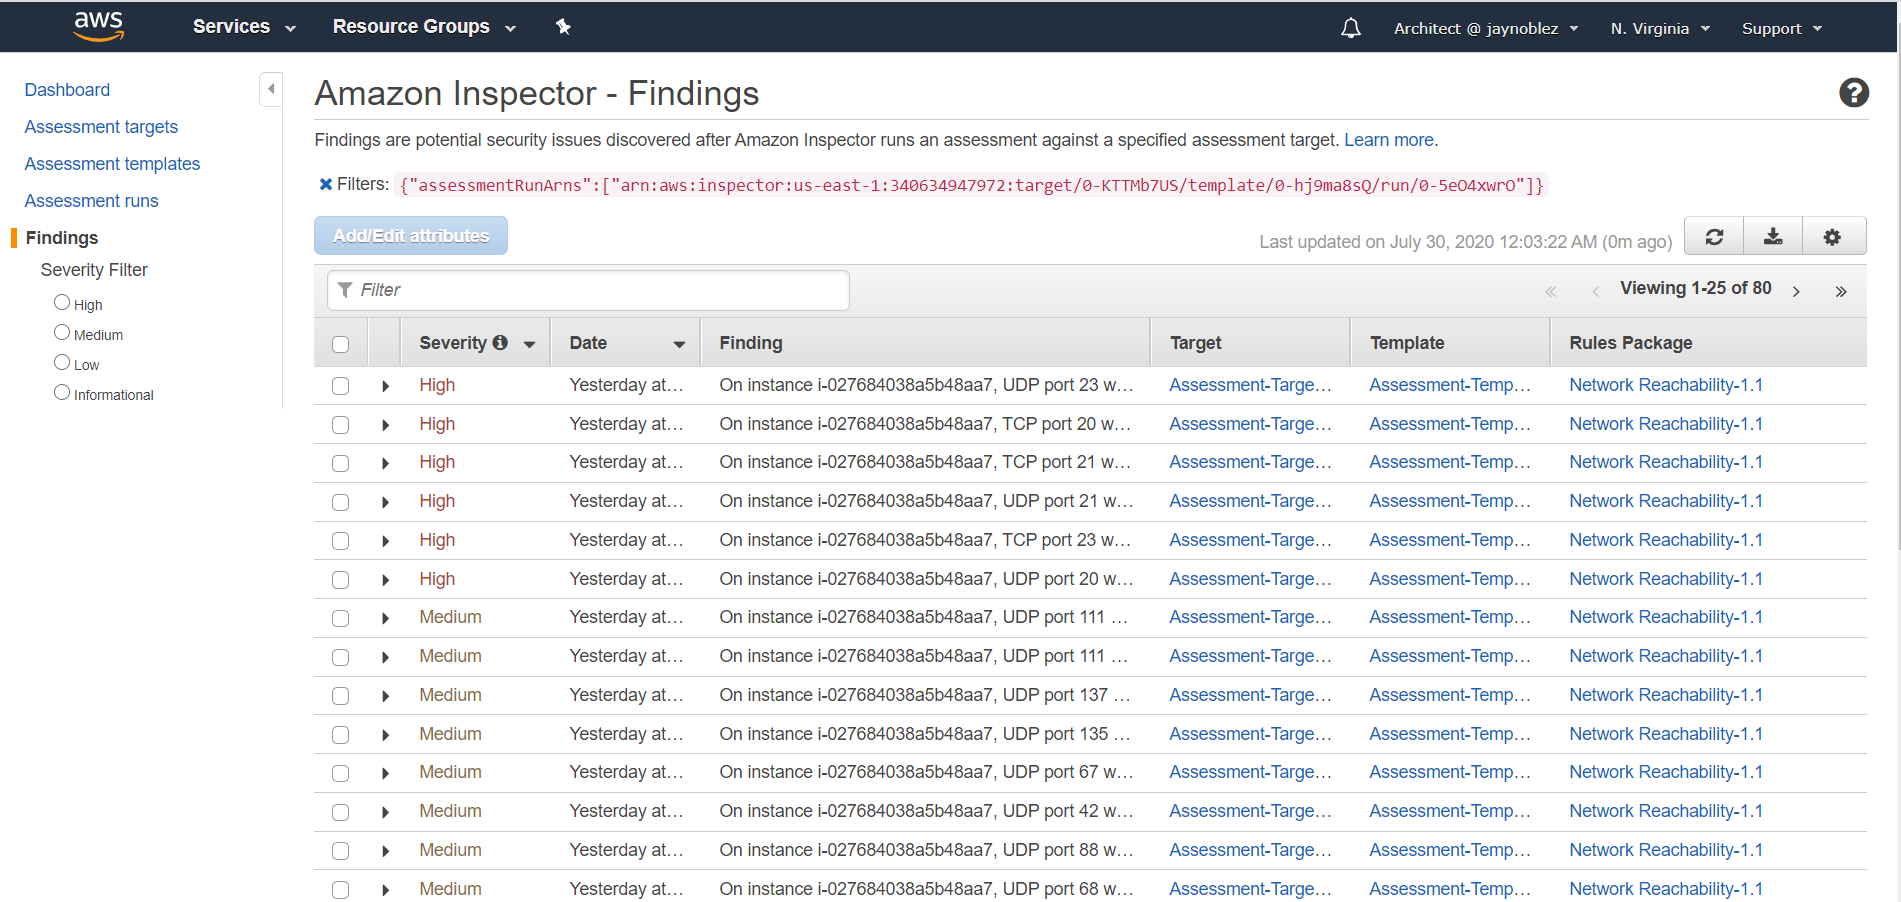 aws Services Resource Groups Architect @ jaynoblez N. Virginia Support
Dashboard
Assessment targets
Assessment templates
Assessment runs
Findings
Severity Filter
High
Medium
Low
Informational
Amazon Inspector - Findings
Findings are potential security issues discovered after Amazon Inspector runs an assessment against a specified assessment target. Learn more.
Filters: {"assessmentRunArns":["arn:aws:inspector:us-east-1:340634947972:target/0-KTTMb7US/template/0-hj9ma8sQ/run/0-5eO4xwrO"]}
Add/Edit attributes
Last updated on July 30, 2020 12:03:22 AM (0m ago)
Filter
« ‹ Viewing 1-25 of 80 › »
Severity Date Finding Target Template Rules Package
High Yesterday at… On instance i-027684038a5b48aa7, UDP port 23 w… Assessment-Targe… Assessment-Temp… Network Reachability-1.1
High Yesterday at… On instance i-027684038a5b48aa7, TCP port 20 w… Assessment-Targe… Assessment-Temp… Network Reachability-1.1
High Yesterday at… On instance i-027684038a5b48aa7, TCP port 21 w… Assessment-Targe… Assessment-Temp… Network Reachability-1.1
High Yesterday at… On instance i-027684038a5b48aa7, UDP port 21 w… Assessment-Targe… Assessment-Temp… Network Reachability-1.1
High Yesterday at… On instance i-027684038a5b48aa7, TCP port 23 w… Assessment-Targe… Assessment-Temp… Network Reachability-1.1
High Yesterday at… On instance i-027684038a5b48aa7, UDP port 20 w… Assessment-Targe… Assessment-Temp… Network Reachability-1.1
Medium Yesterday at… On instance i-027684038a5b48aa7, UDP port 111 … Assessment-Targe… Assessment-Temp… Network Reachability-1.1
Medium Yesterday at… On instance i-027684038a5b48aa7, UDP port 111 … Assessment-Targe… Assessment-Temp… Network Reachability-1.1
Medium Yesterday at… On instance i-027684038a5b48aa7, UDP port 137 … Assessment-Targe… Assessment-Temp… Network Reachability-1.1
Medium Yesterday at… On instance i-027684038a5b48aa7, UDP port 135 … Assessment-Targe… Assessment-Temp… Network Reachability-1.1
Medium Yesterday at… On instance i-027684038a5b48aa7, UDP port 67 w… Assessment-Targe… Assessment-Temp… Network Reachability-1.1
Medium Yesterday at… On instance i-027684038a5b48aa7, UDP port 42 w… Assessment-Targe… Assessment-Temp… Network Reachability-1.1
Medium Yesterday at… On instance i-027684038a5b48aa7, UDP port 88 w… Assessment-Targe… Assessment-Temp… Network Reachability-1.1
Medium Yesterday at… On instance i-027684038a5b48aa7, UDP port 68 w… Assessment-Targe… Assessment-Temp… Network Reachability-1.1